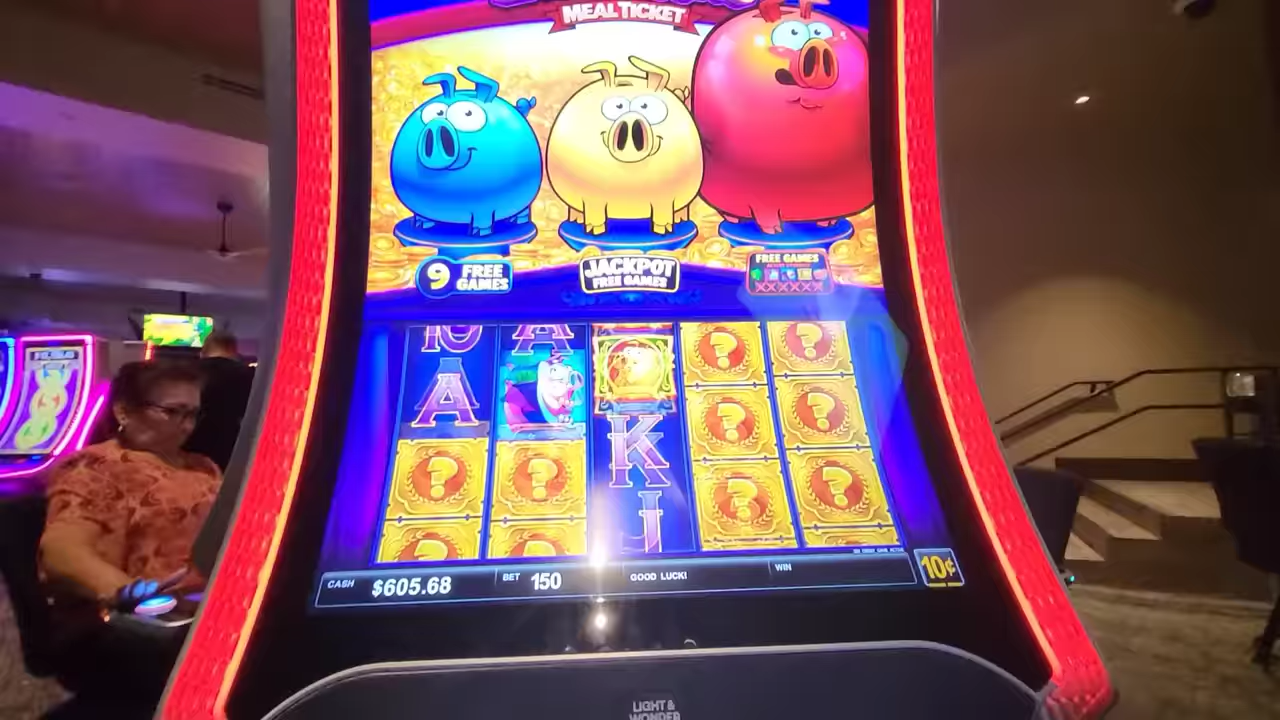 MEAL TICKET
9 FREE
GAMES
JACKPOT
FREE GAMES
FREE GAMES
XXXXXX
10 A
A
? ?
? ? ?
K
? ? ?
J
? ?
CASH $605.68 BET 150 GOOD LUCK! WIN 10¢
LIGHT &
WONDER